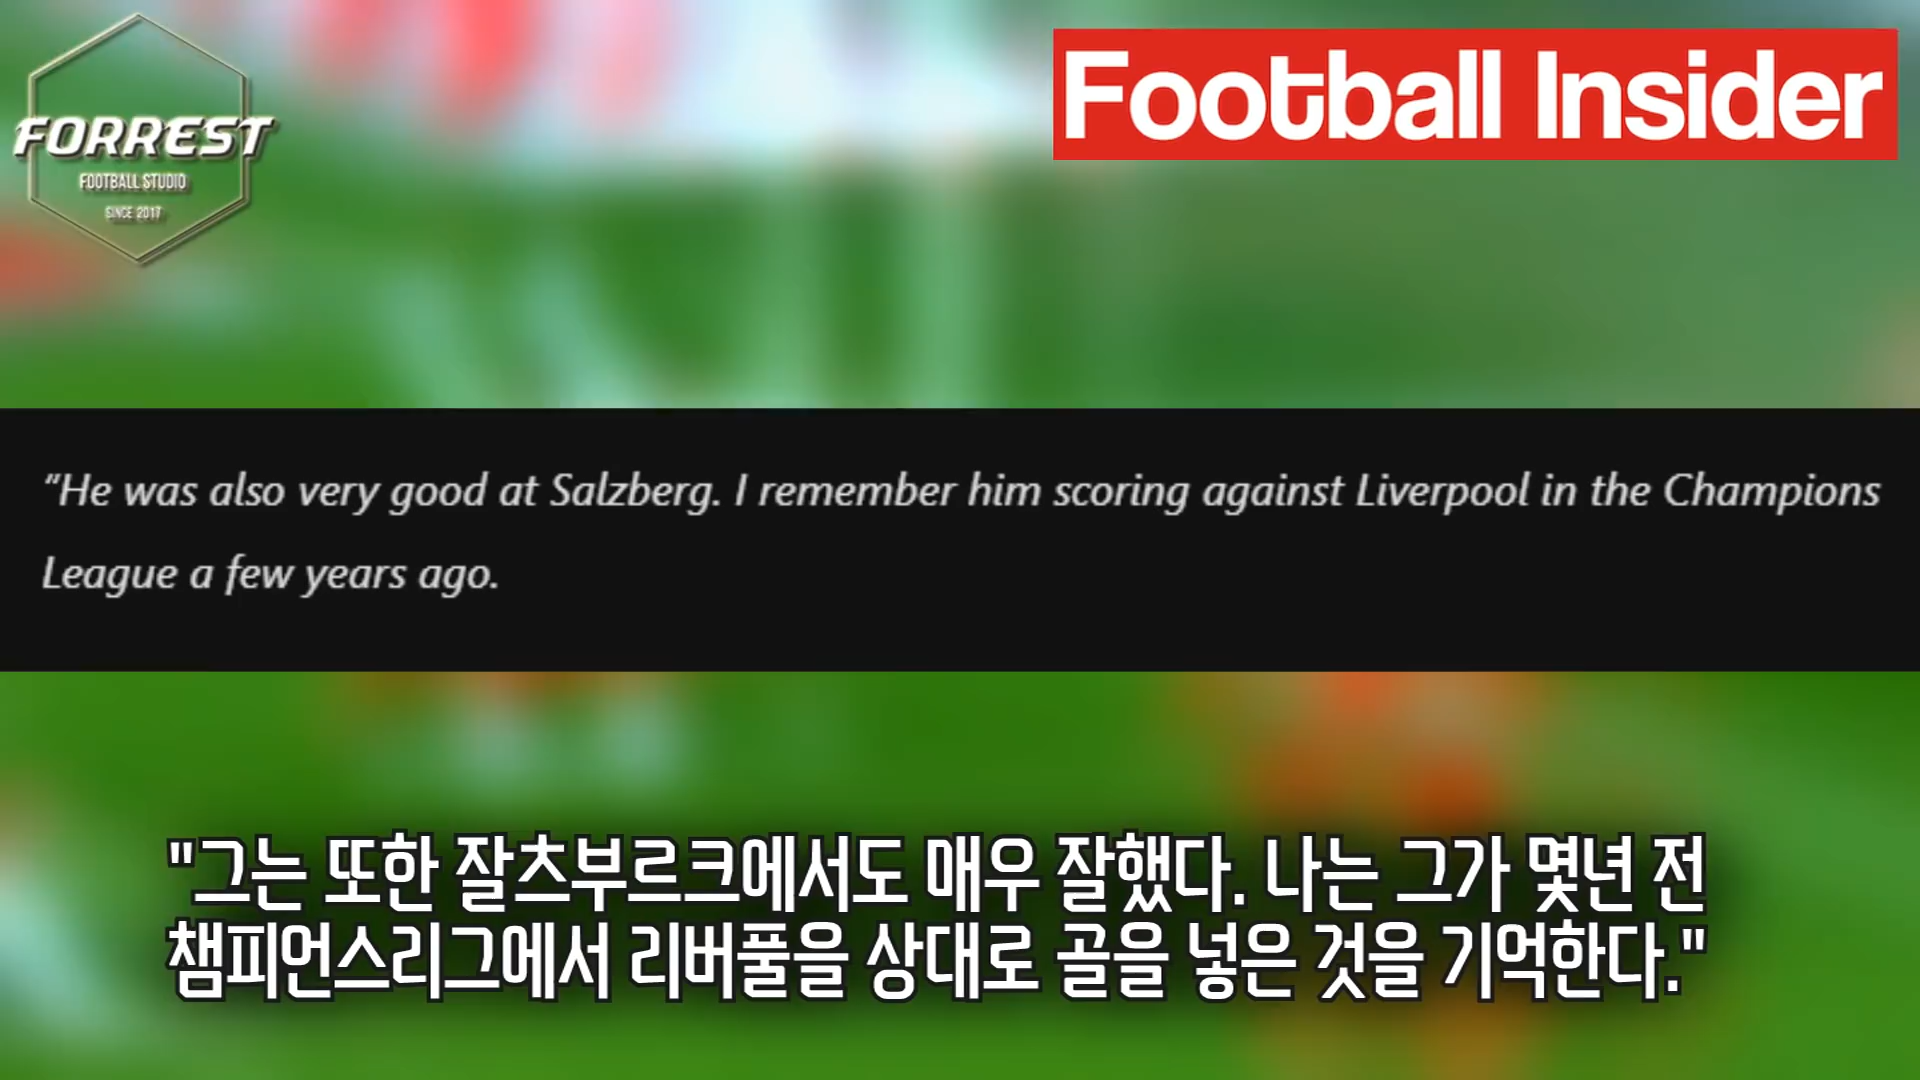 FORREST
FOOTBALL STUDIO
SINCE 2017
Football Insider
"He was also very good at Salzberg. I remember him scoring against Liverpool in the Champions
League a few years ago.
"그는 또한 잘츠부르크에서도 매우 잘했다. 나는 그가 몇년 전
챔피언스리그에서 리버풀을 상대로 골을 넣은 것을 기억한다."